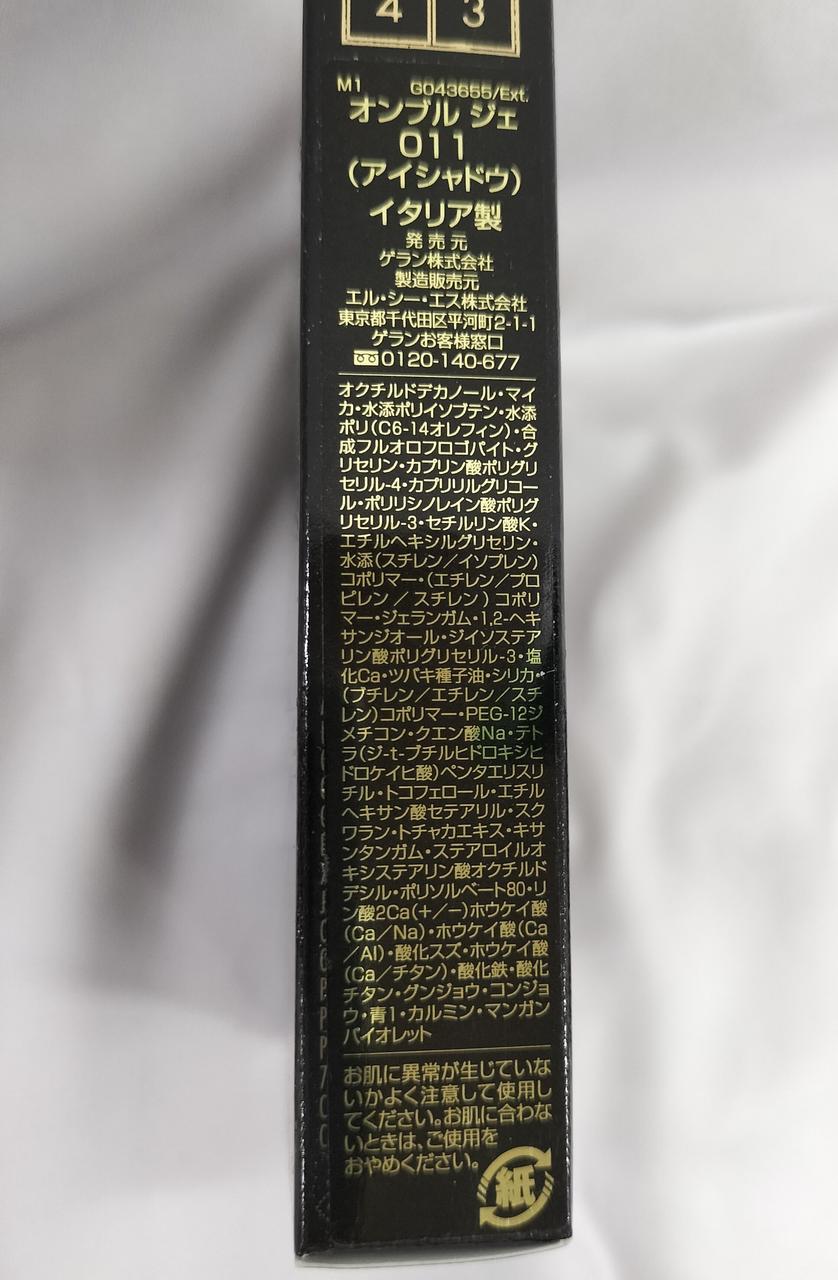 4 3
M1 G043655/Ext.
オンブル ジェ
011
(アイシャドウ)
イタリア製
発売元
ゲラン株式会社
製造販売元
エル・シー・エス株式会社
東京都千代田区平河町2-1-1
ゲランお客様窓口
0120-140-677
オクチルドデカノール・マイ
カ・水添ポリイソブテン・水添
ポリ(C6-14オレフィン)・合
成フルオロフロゴパイト・グ
リセリン・カプリン酸ポリグリ
セリル-4・カプリリルグリコー
ル・ポリリシノレイン酸ポリグ
リセリル-3・セチルリン酸K・
エチルヘキシルグリセリン・
水添(スチレン/イソプレン)
コポリマー・(エチレン/プロ
ピレン/スチレン)コポリ
マー・ジェランガム・1,2-ヘキ
サンジオール・ジイソステア
リン酸ポリグリセリル-3・塩
化Ca・ツバキ種子油・シリカ・
(ブチレン/エチレン/スチ
レン)コポリマー・PEG-12ジ
メチコン・クエン酸Na・テト
ラ(ジ-t-ブチルヒドロキシヒ
ドロケイヒ酸)ペンタエリスリ
チル・トコフェロール・エチル
ヘキサン酸セテアリル・スク
ワラン・トチャカエキス・キサ
ンタンガム・ステアロイルオ
キシステアリン酸オクチルド
デシル・ポリソルベート80・リ
ン酸2Ca(+/-)ホウケイ酸
(Ca/Na)・ホウケイ酸(Ca
/Al)・酸化スズ・ホウケイ酸
(Ca/チタン)・酸化鉄・酸化
チタン・グンジョウ・コンジョ
ウ・青1・カルミン・マンガン
バイオレット
お肌に異常が生じていな
いかよく注意して使用し
てください。お肌に合わな
いときは、ご使用を
おやめください。
紙